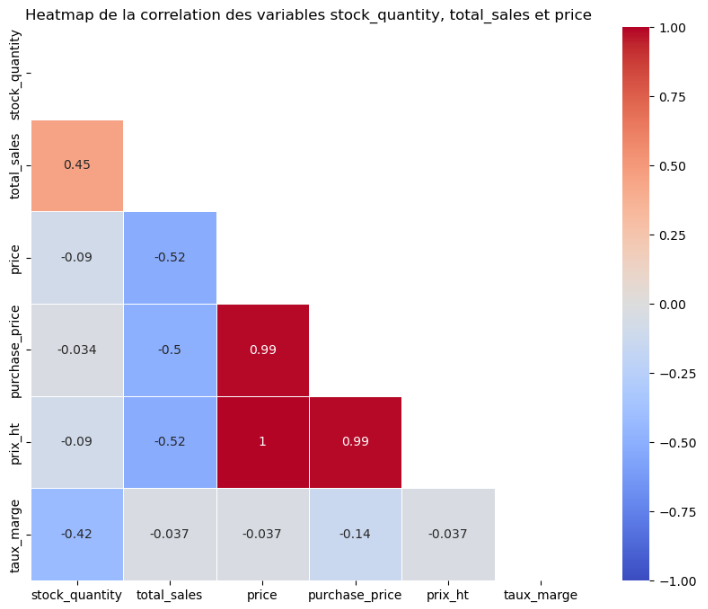 Heatmap de la correlation des variables stock_quantity, total_sales et price
stock_quantity
total_sales
0.45
price
-0.09 -0.52
purchase_price
-0.034 -0.5 0.99
prix_ht
-0.09 -0.52 1 0.99
taux_marge
-0.42 -0.037 -0.037 -0.14 -0.037
stock_quantity total_sales price purchase_price prix_ht taux_marge
1.00
0.75
0.50
0.25
0.00
−0.25
−0.50
−0.75
−1.00